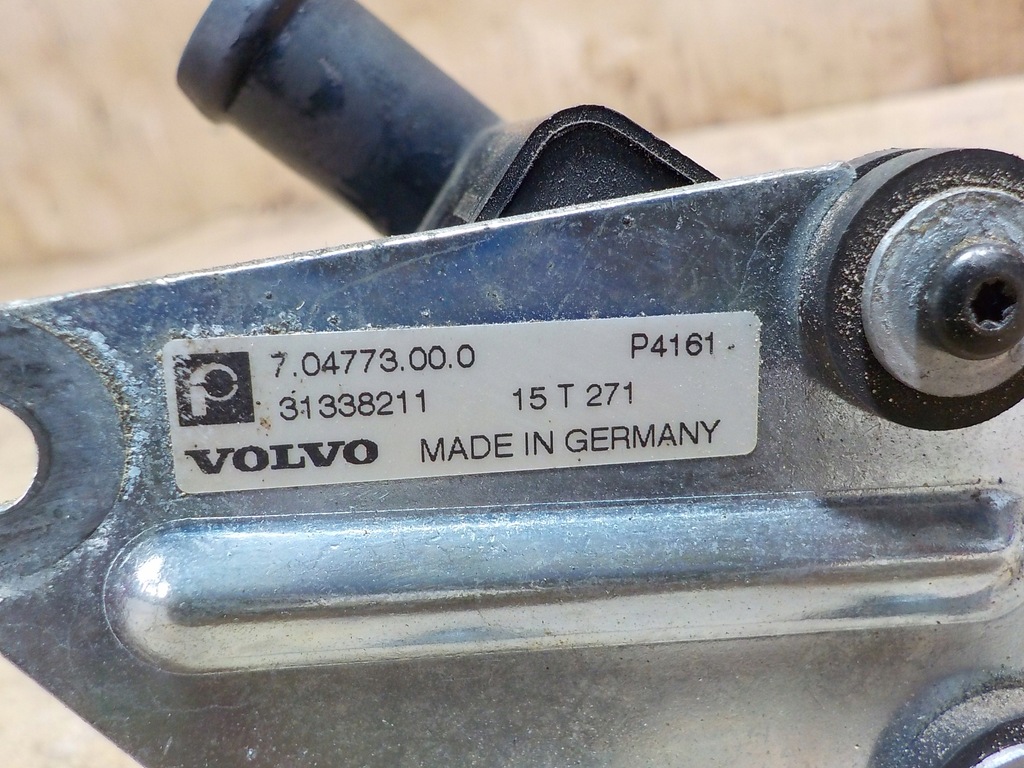 7.04773.00.0 P4161
31338211 15 T 271
VOLVO MADE IN GERMANY